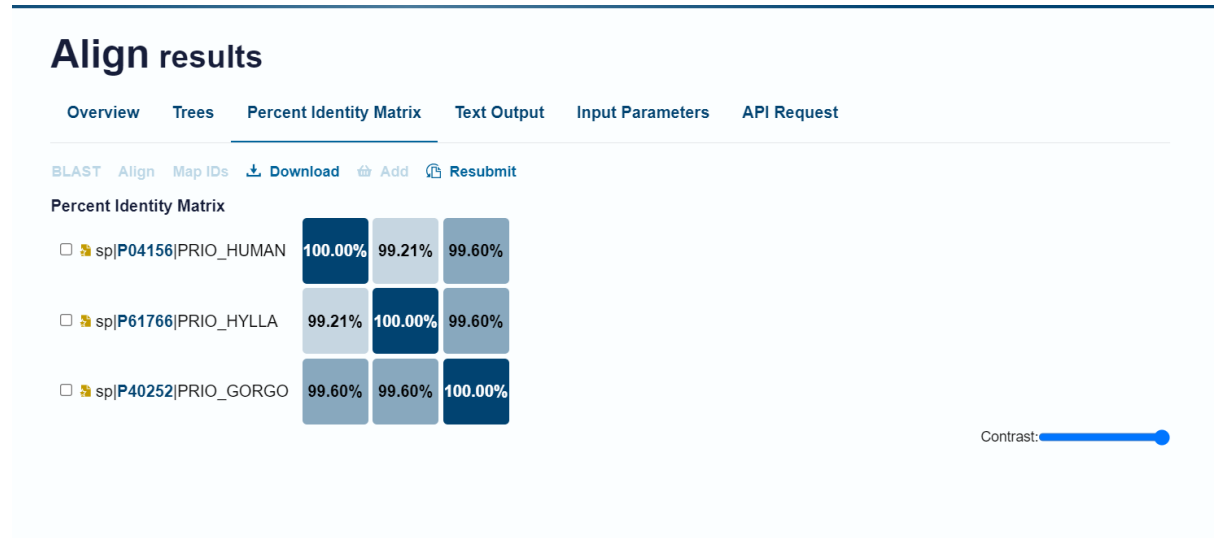 Align results
Overview Trees Percent Identity Matrix Text Output Input Parameters API Request
BLAST Align Map IDs Download Add Resubmit
Percent Identity Matrix
sp|P04156|PRIO_HUMAN 100.00% 99.21% 99.60%
sp|P61766|PRIO_HYLLA 99.21% 100.00% 99.60%
sp|P40252|PRIO_GORGO 99.60% 99.60% 100.00%
Contrast: